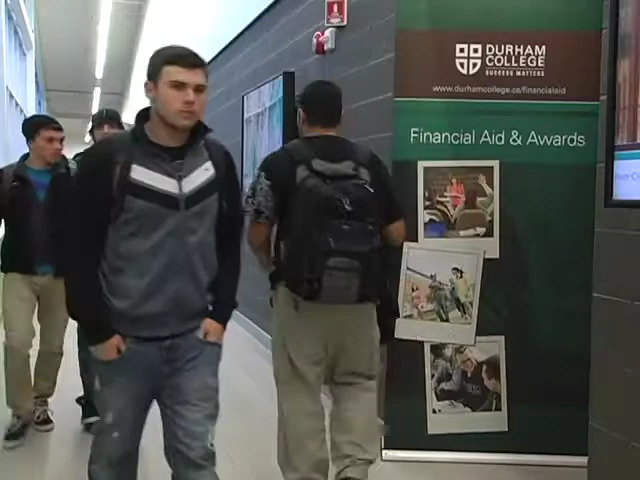 DURHAM
COLLEGE
SUCCESS MATTERS
www.durhamcollege.ca/financialaid
Financial Aid & Awards